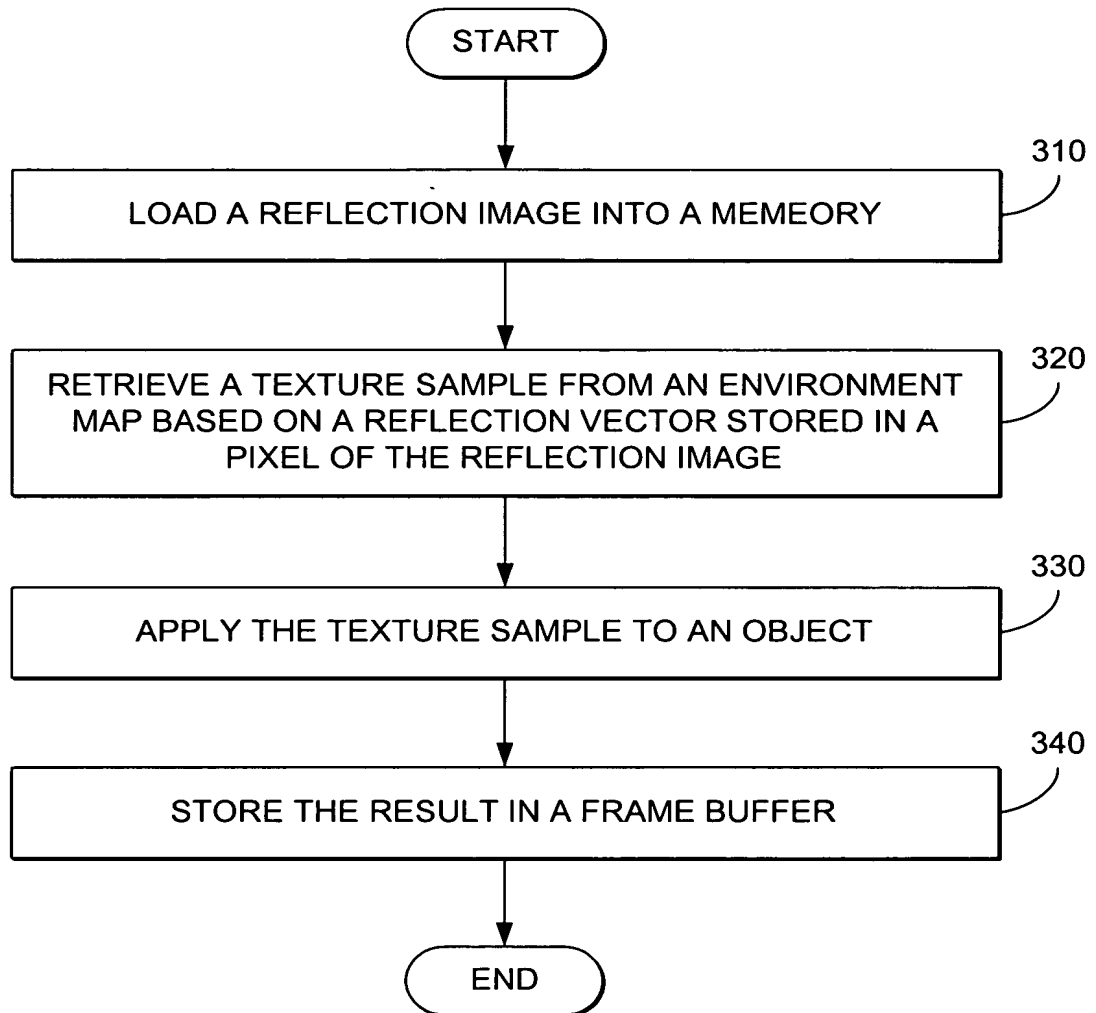 START
310
LOAD A REFLECTION IMAGE INTO A MEMEORY
320
RETRIEVE A TEXTURE SAMPLE FROM AN ENVIRONMENT
MAP BASED ON A REFLECTION VECTOR STORED IN A
PIXEL OF THE REFLECTION IMAGE
330
APPLY THE TEXTURE SAMPLE TO AN OBJECT
340
STORE THE RESULT IN A FRAME BUFFER
END